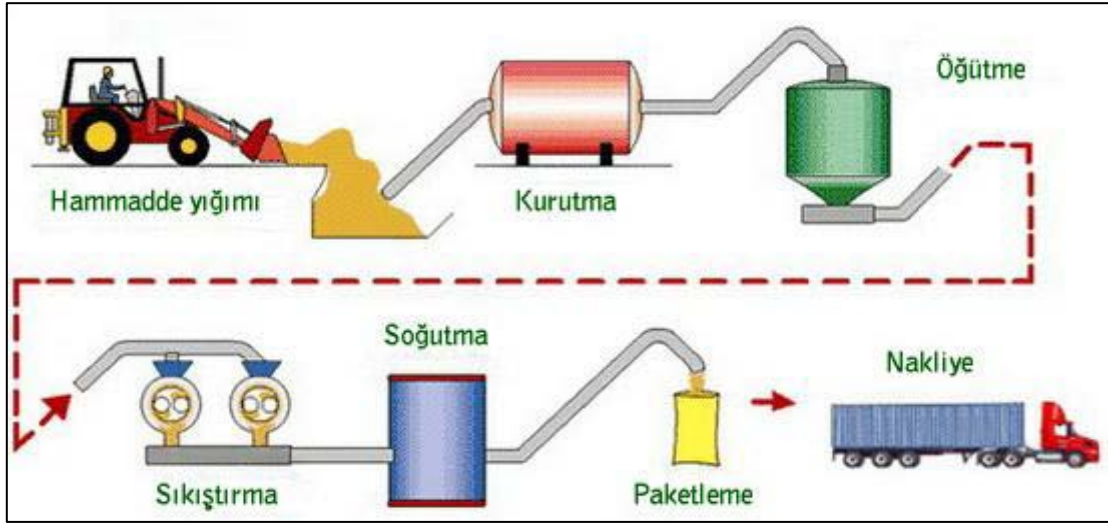 Öğütme
Hammadde yığımı
Kurutma
Soğutma
Nakliye
Sıkıştırma
Paketleme